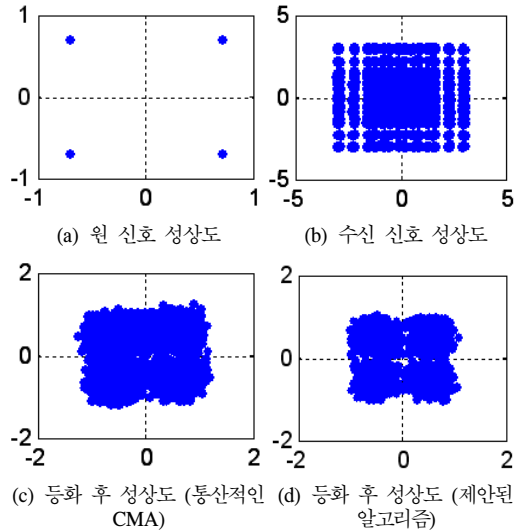 1
0
-1
-1 0 1
(a) 원 신호 성상도
5
0
-5
-5 0 5
(b) 수신 신호 성상도
2
0
-2
-2 0 2
(c) 등화 후 성상도 (통산적인
CMA)
2
0
-2
-2 0 2
(d) 등화 후 성상도 (제안된
알고리즘)